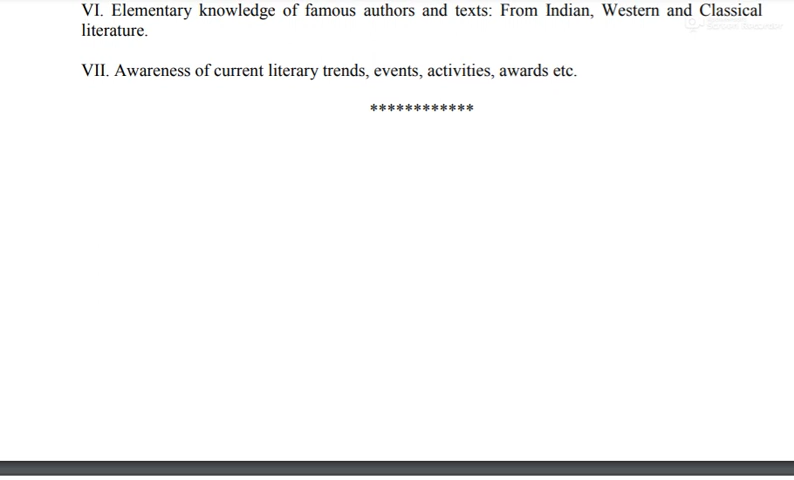 VI. Elementary knowledge of famous authors and texts: From Indian, Western and Classical
literature.
VII. Awareness of current literary trends, events, activities, awards etc.
************